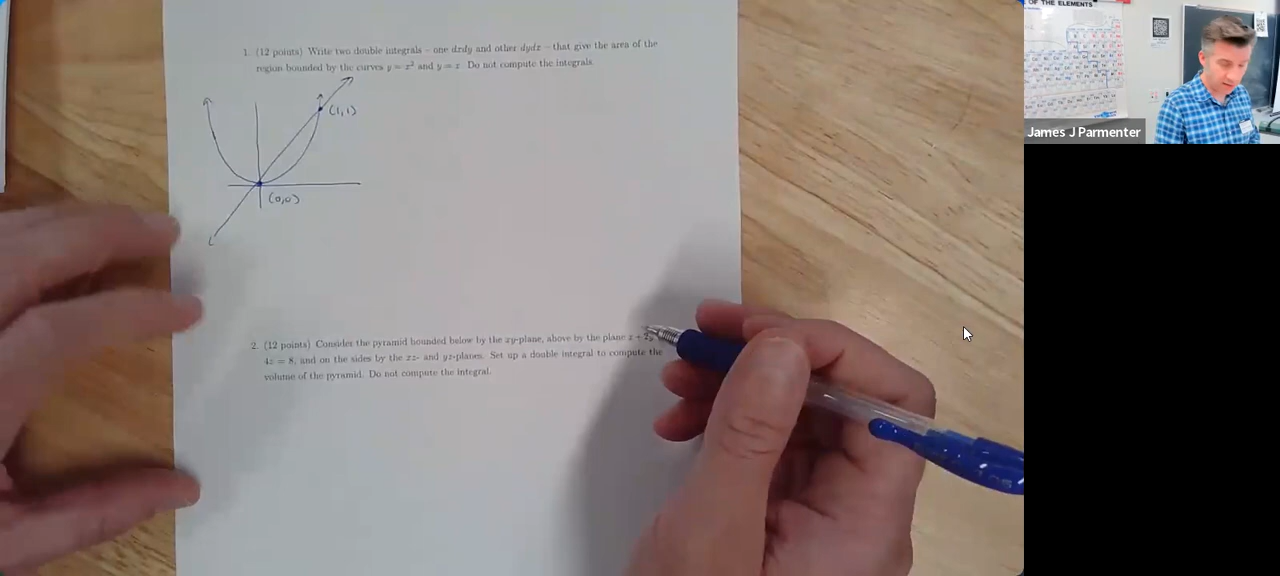 OF THE ELEMENTS
1. (12 points) Write two double integrals – one dxdy and other dydx – that give the area of the
region bounded by the curves y = x² and y = x. Do not compute the integrals.
(1,1)
(0,0)
James J Parmenter
2. (12 points) Consider the pyramid bounded below by the xy-plane, above by the plane x + 2y
4z = 8, and on the sides by the xz- and yz-planes. Set up a double integral to compute the
volume of the pyramid. Do not compute the integral.